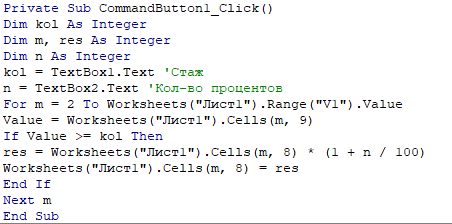 Private Sub CommandButton1_Click()
Dim kol As Integer
Dim m, res As Integer
Dim n As Integer
kol = TextBox1.Text 'Стаж
n = TextBox2.Text 'Кол-во процентов
For m = 2 To Worksheets("Лист1").Range("V1").Value
Value = Worksheets("Лист1").Cells(m, 9)
If Value >= kol Then
res = Worksheets("Лист1").Cells(m, 8) * (1 + n / 100)
Worksheets("Лист1").Cells(m, 8) = res
End If
Next m
End Sub